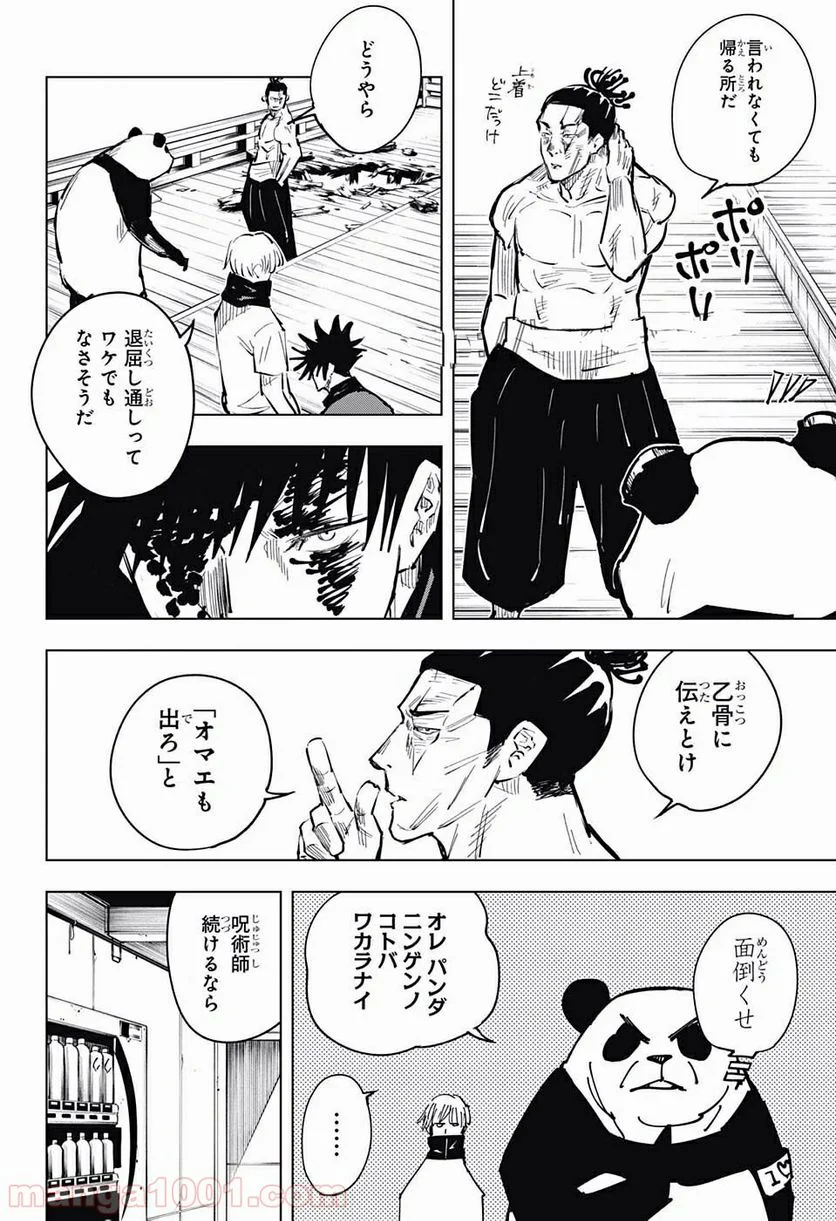 言われなくても
帰る所だ
上着
どこだっけ
ポリ
ポリ
どうやら
退屈し通しって
ワケでも
なさそうだ
乙骨に
伝えとけ
「オマエも
出ろ」と
面倒くせ
オレ パンダ
ニンゲンノ
コトバ
ワカラナイ
……
呪術師
続けるなら
manga1001.com